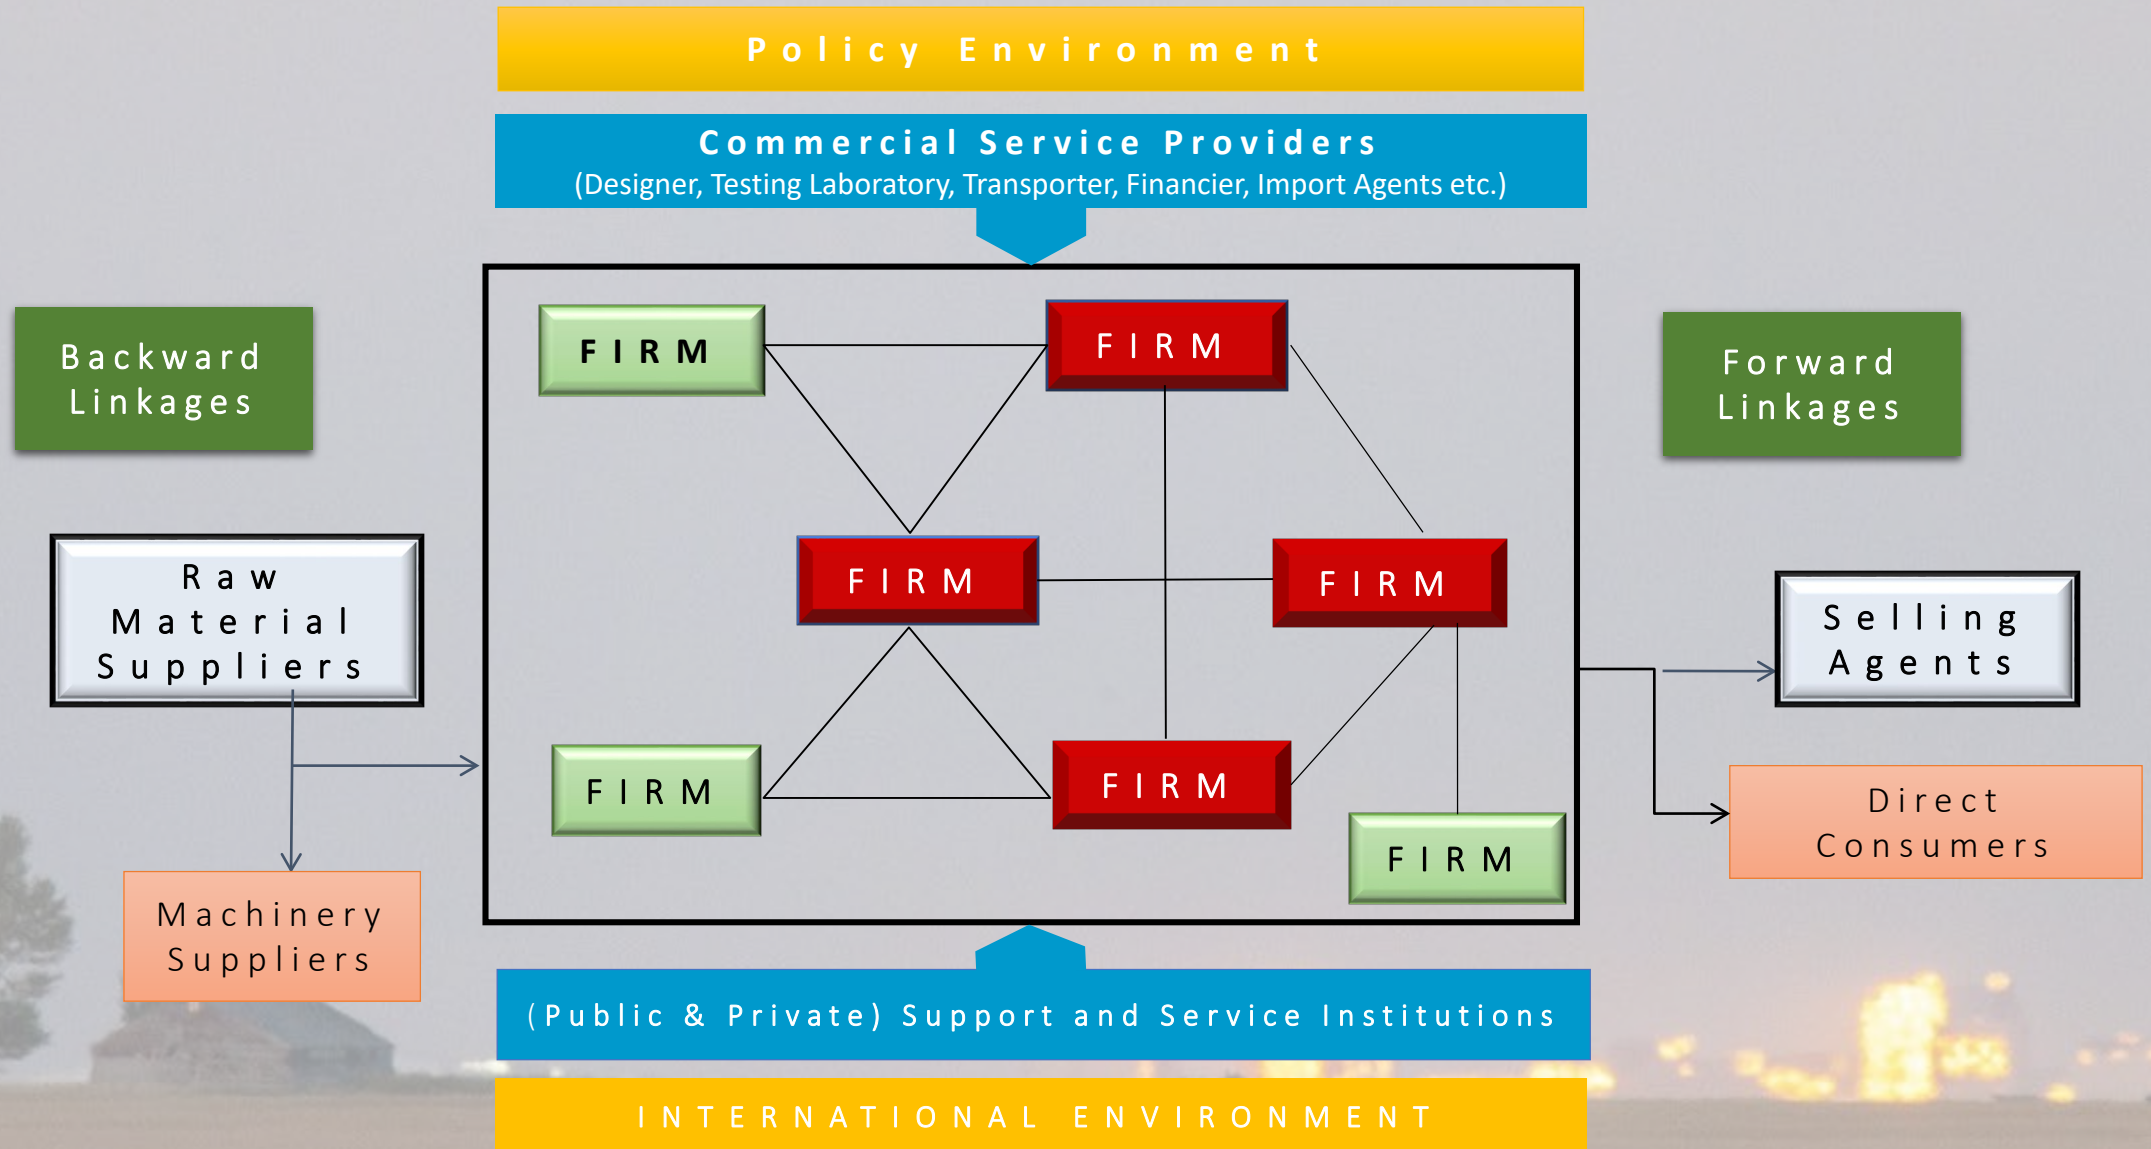 Policy Environment
Commercial Service Providers
(Designer, Testing Laboratory, Transporter, Financier, Import Agents etc.)
Backward
Linkages
FIRM
FIRM
Forward
Linkages
Raw
Material
Suppliers
FIRM
FIRM
Selling
Agents
FIRM
FIRM
FIRM
Direct
Consumers
Machinery
Suppliers
(Public & Private) Support and Service Institutions
INTERNATIONAL ENVIRONMENT